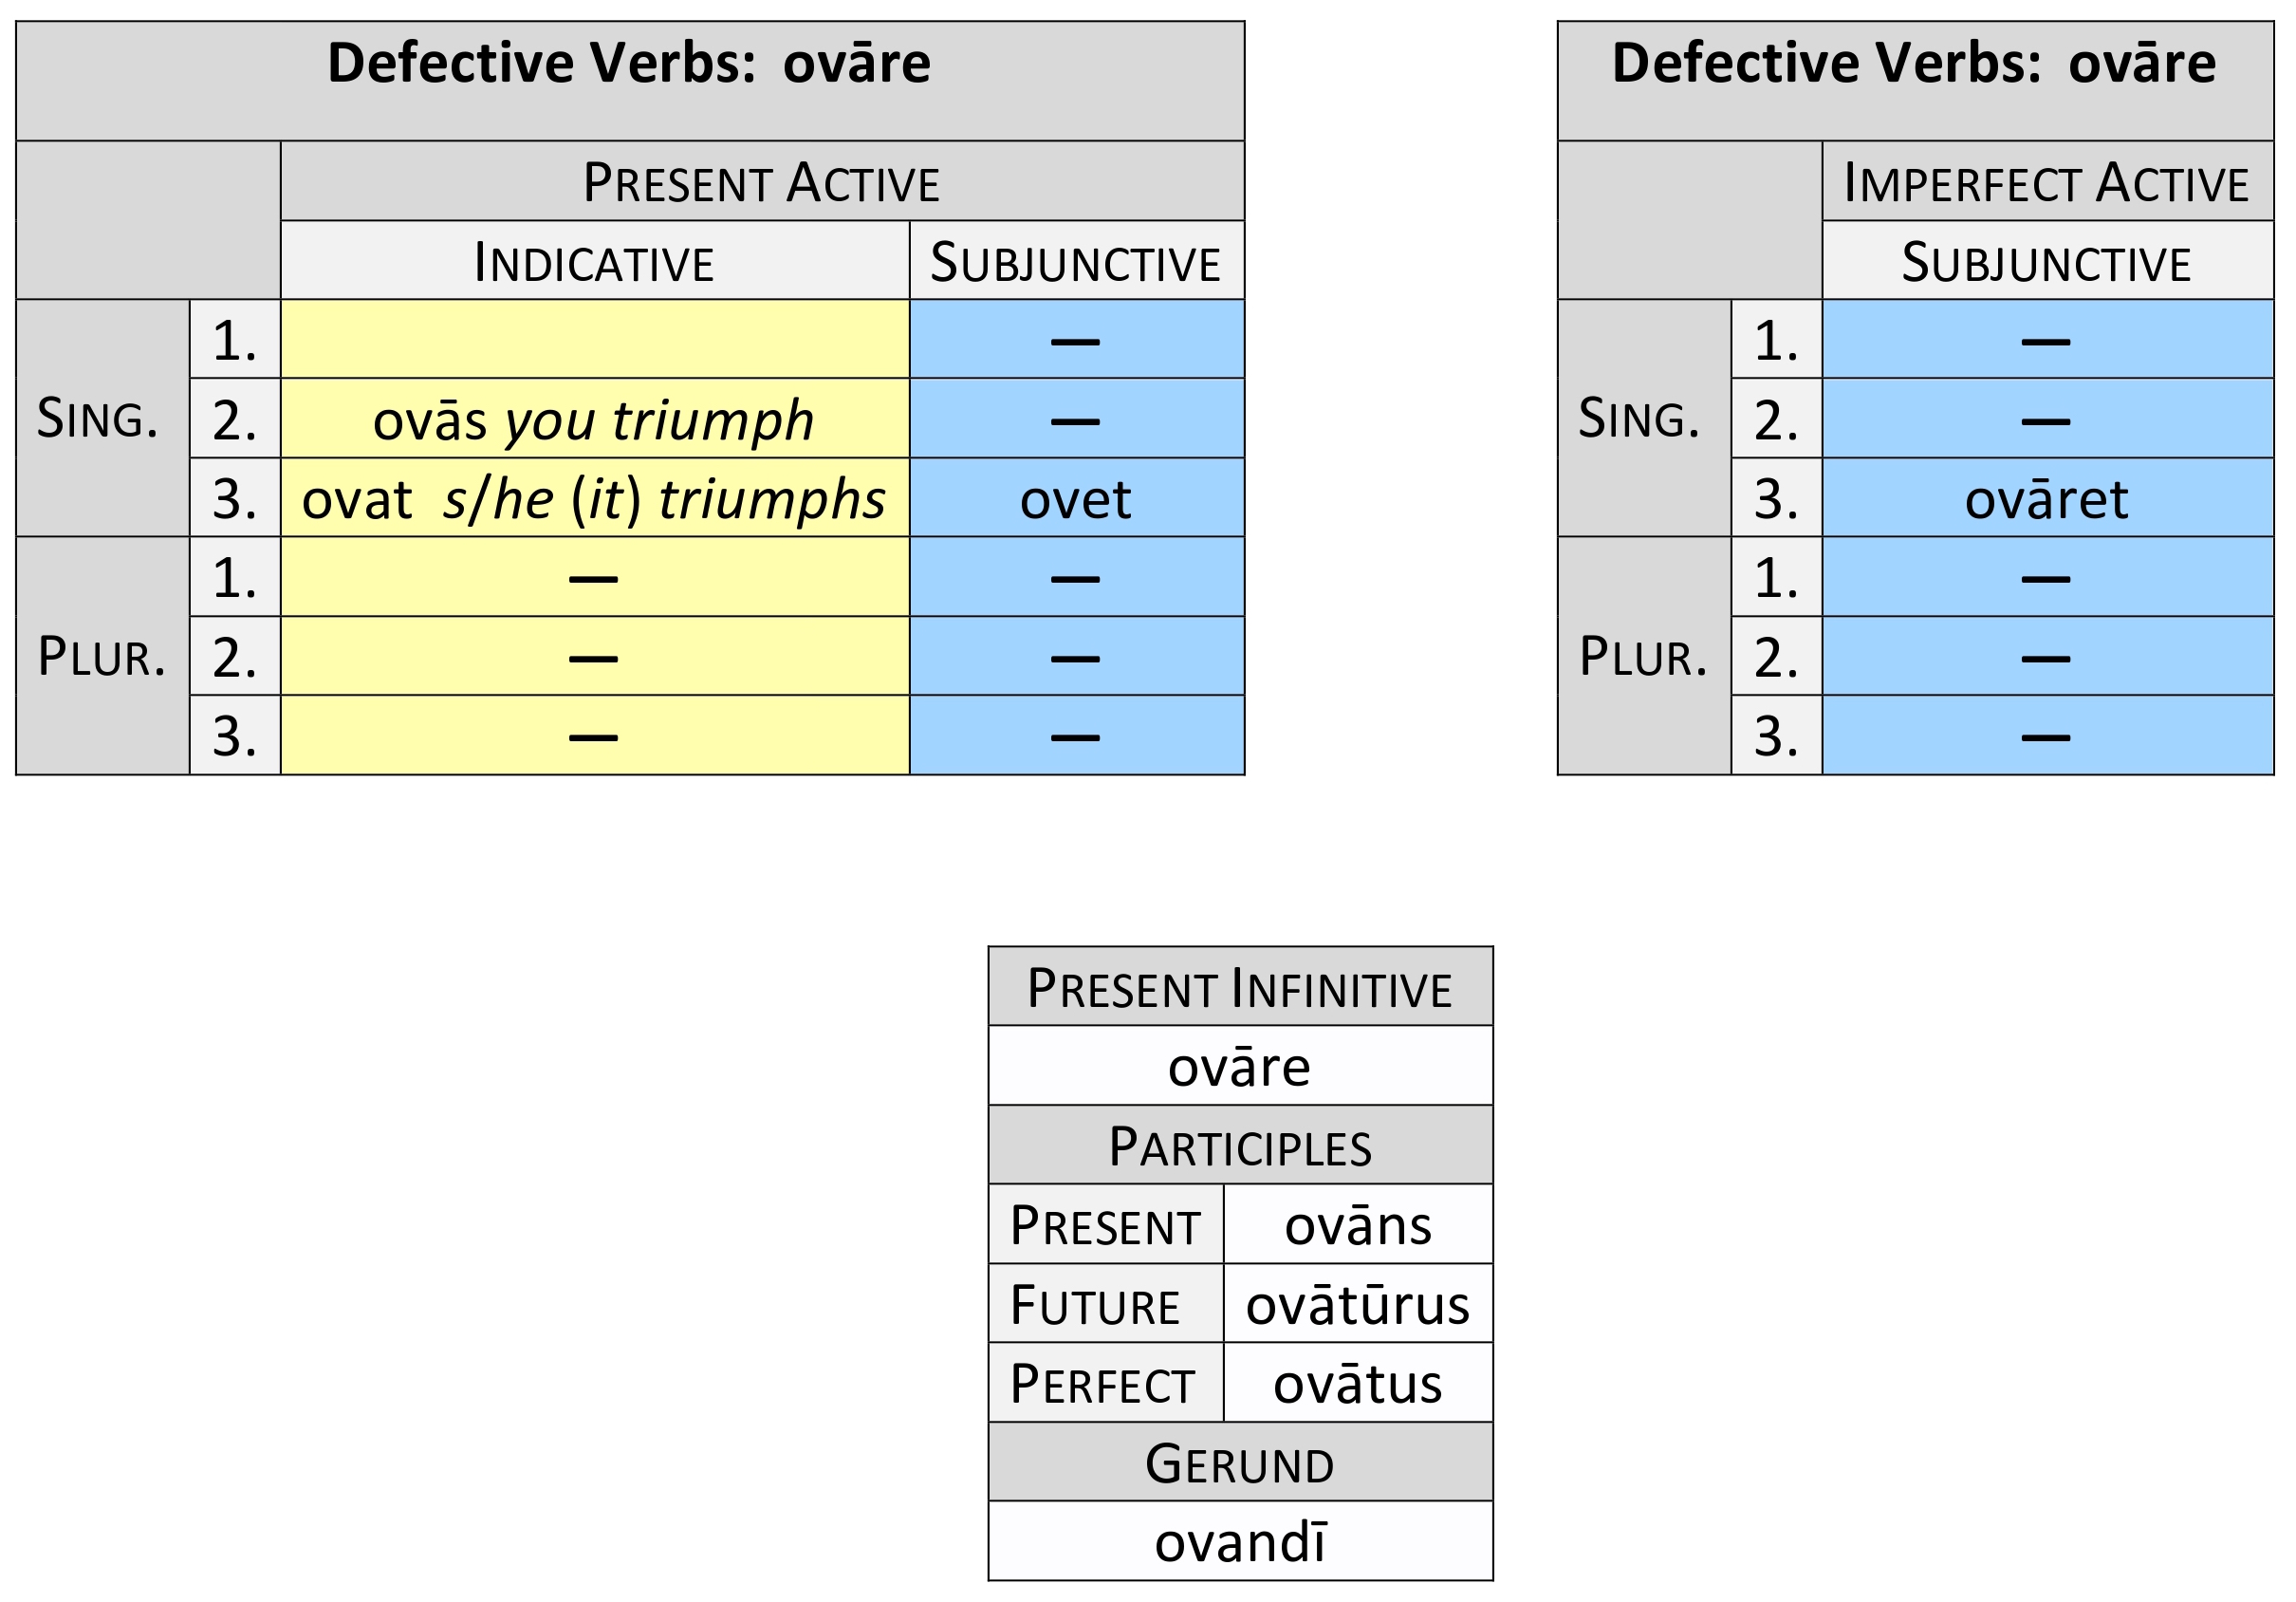 Defective Verbs: ovāre
PRESENT ACTIVE
INDICATIVE SUBJUNCTIVE
SING. 1. —
2. ovās you triumph —
3. ovat s/he (it) triumphs ovet
PLUR. 1. — —
2. — —
3. — —
Defective Verbs: ovāre
IMPERFECT ACTIVE
SUBJUNCTIVE
SING. 1. —
2. —
3. ovāret
PLUR. 1. —
2. —
3. —
PRESENT INFINITIVE
ovāre
PARTICIPLES
PRESENT ovāns
FUTURE ovātūrus
PERFECT ovātus
GERUND
ovandī